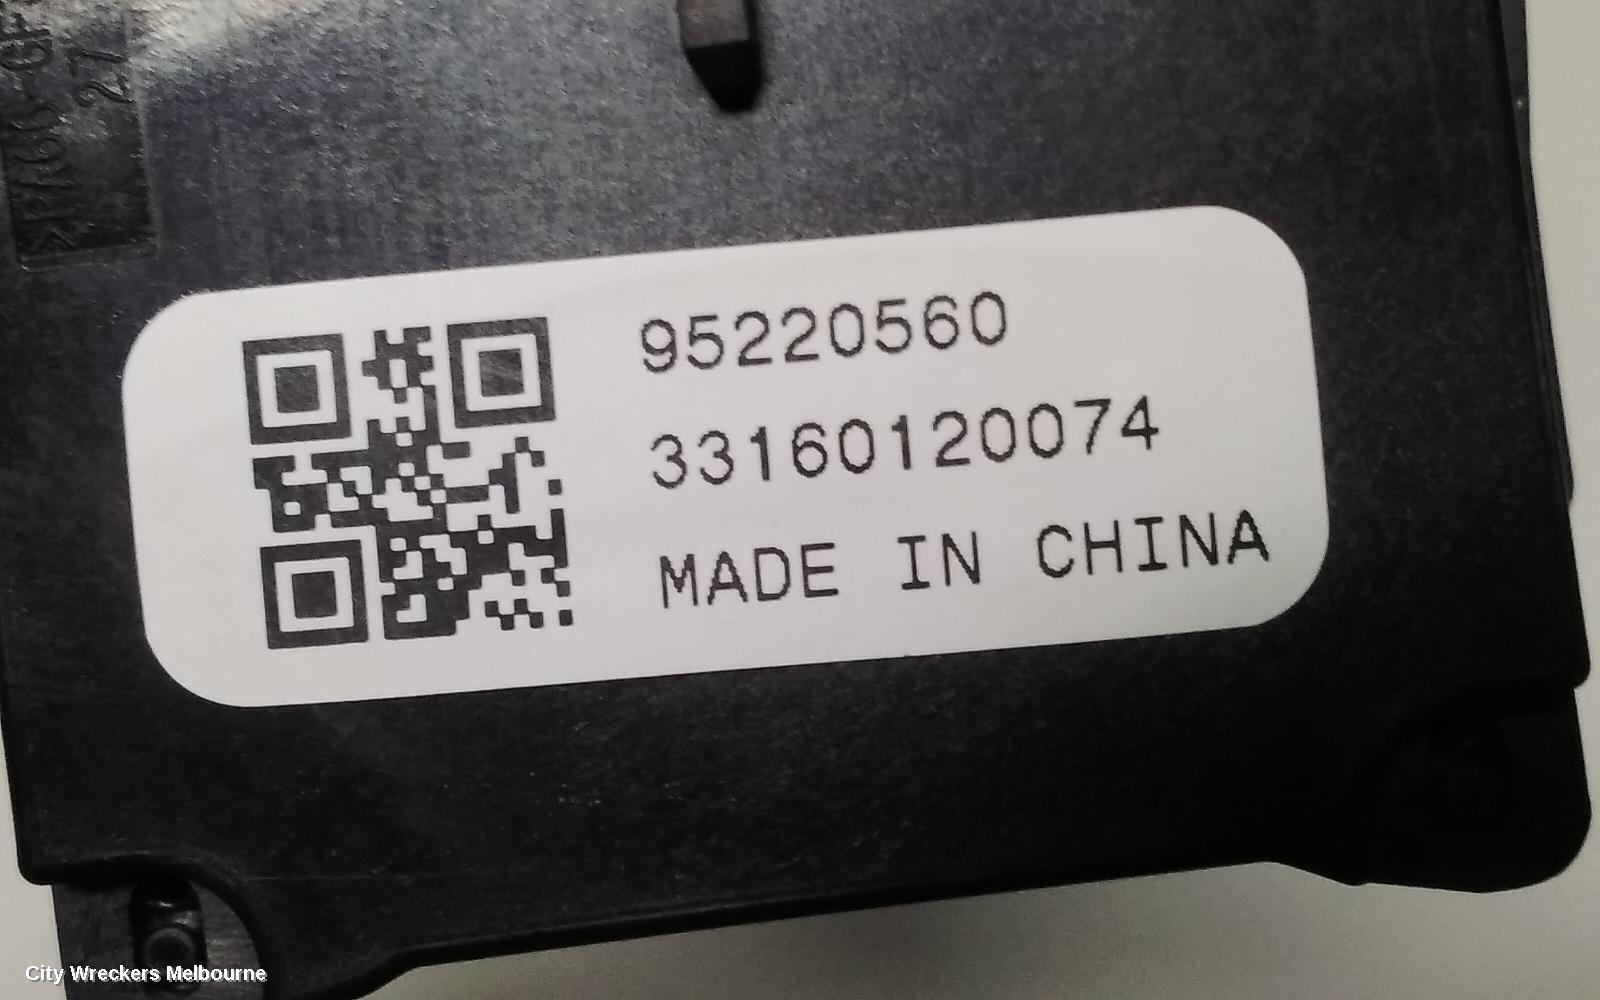 95220560
33160120074
MADE IN CHINA
City Wreckers Melbourne